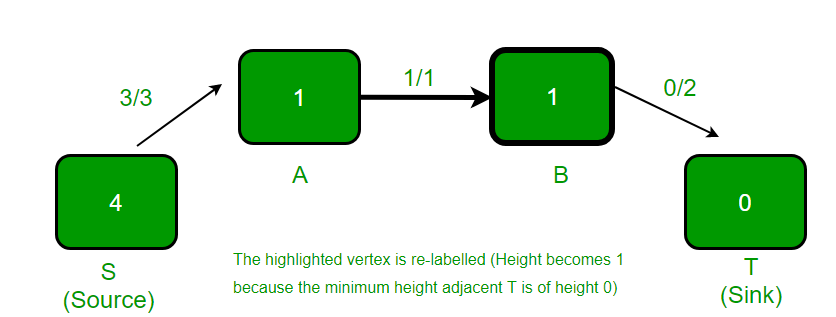 3/3
1
1/1
1
0/2
A
B
4
0
S
(Source)
The highlighted vertex is re-labelled (Height becomes 1
because the minimum height adjacent T is of height 0)
T
(Sink)